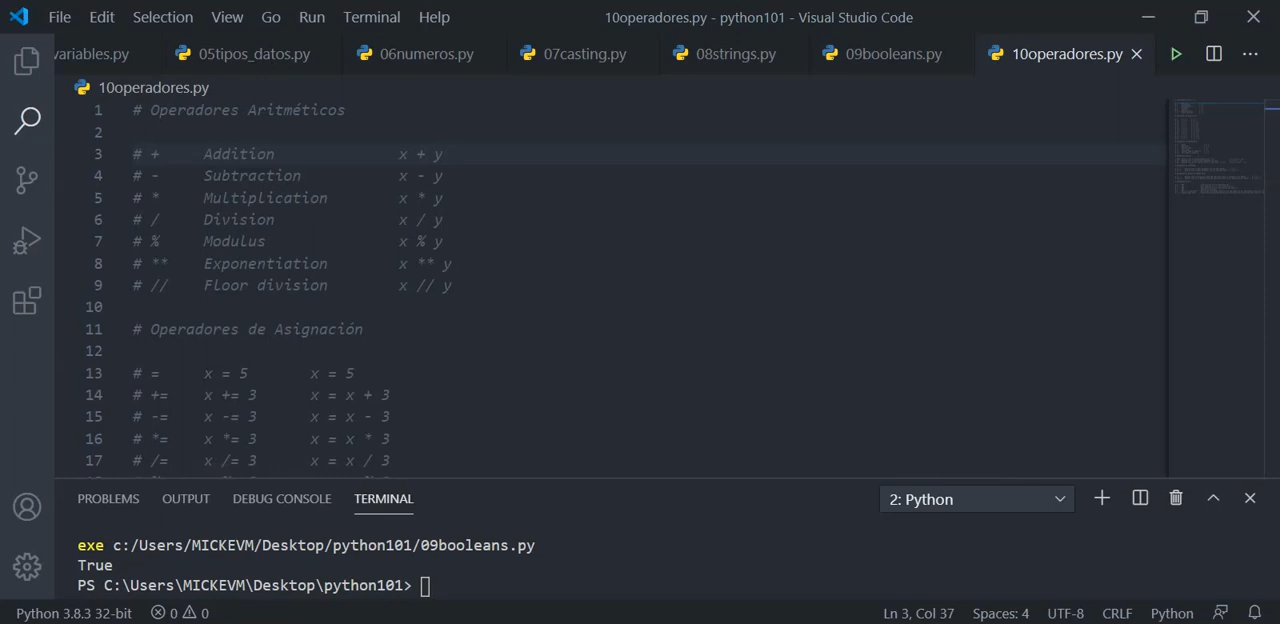 File Edit Selection View Go Run Terminal Help 10operadores.py - python101 - Visual Studio Code
variables.py 05tipos_datos.py 06numeros.py 07casting.py 08strings.py 09booleans.py 10operadores.py
10operadores.py
1 # Operadores Aritméticos
2
3 # + Addition x + y
4 # - Subtraction x - y
5 # * Multiplication x * y
6 # / Division x / y
7 # % Modulus x % y
8 # ** Exponentiation x ** y
9 # // Floor division x // y
10
11 # Operadores de Asignación
12
13 # = x = 5 x = 5
14 # += x += 3 x = x + 3
15 # -= x -= 3 x = x - 3
16 # *= x *= 3 x = x * 3
17 # /= x /= 3 x = x / 3
PROBLEMS OUTPUT DEBUG CONSOLE TERMINAL 2: Python
exe c:/Users/MICKEVM/Desktop/python101/09booleans.py
True
PS C:\Users\MICKEVM\Desktop\python101>
Python 3.8.3 32-bit 0 0 Ln 3, Col 37 Spaces: 4 UTF-8 CRLF Python